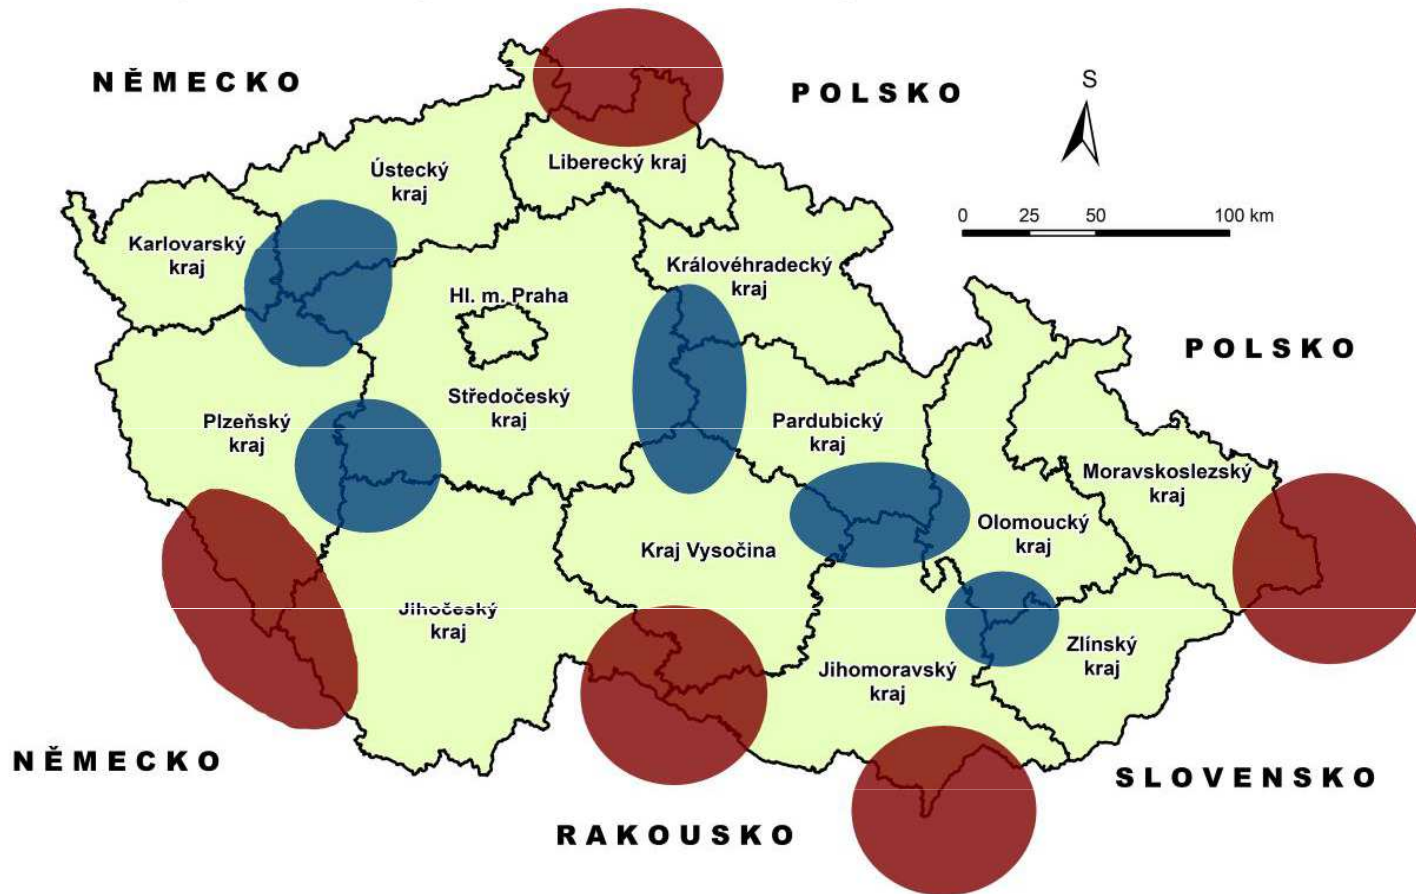 NĚMECKO
POLSKO
S
Ústecký
kraj
Liberecký kraj
0 25 50 100 km
Karlovarský
kraj
Královéhradecký
kraj
Hl. m. Praha
POLSKO
Středočeský
kraj
Plzeňský
kraj
Pardubický
kraj
Moravskoslezský
kraj
Olomoucký
kraj
Kraj Vysočina
Jihočeský
kraj
Zlínský
kraj
Jihomoravský
kraj
NĚMECKO
SLOVENSKO
RAKOUSKO